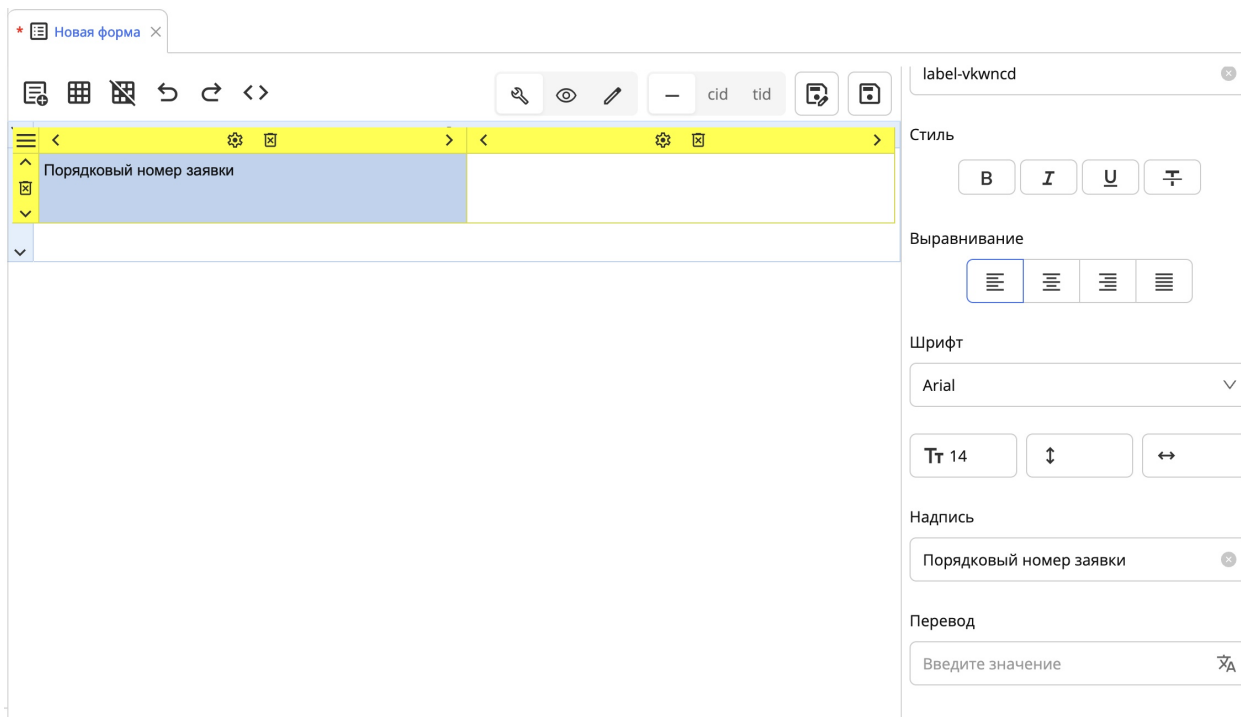 * Новая форма
cid tid
label-vkwncd
Стиль
B I U T
Порядковый номер заявки
Выравнивание
Шрифт
Arial
Tт 14
Надпись
Порядковый номер заявки
Перевод
Введите значение